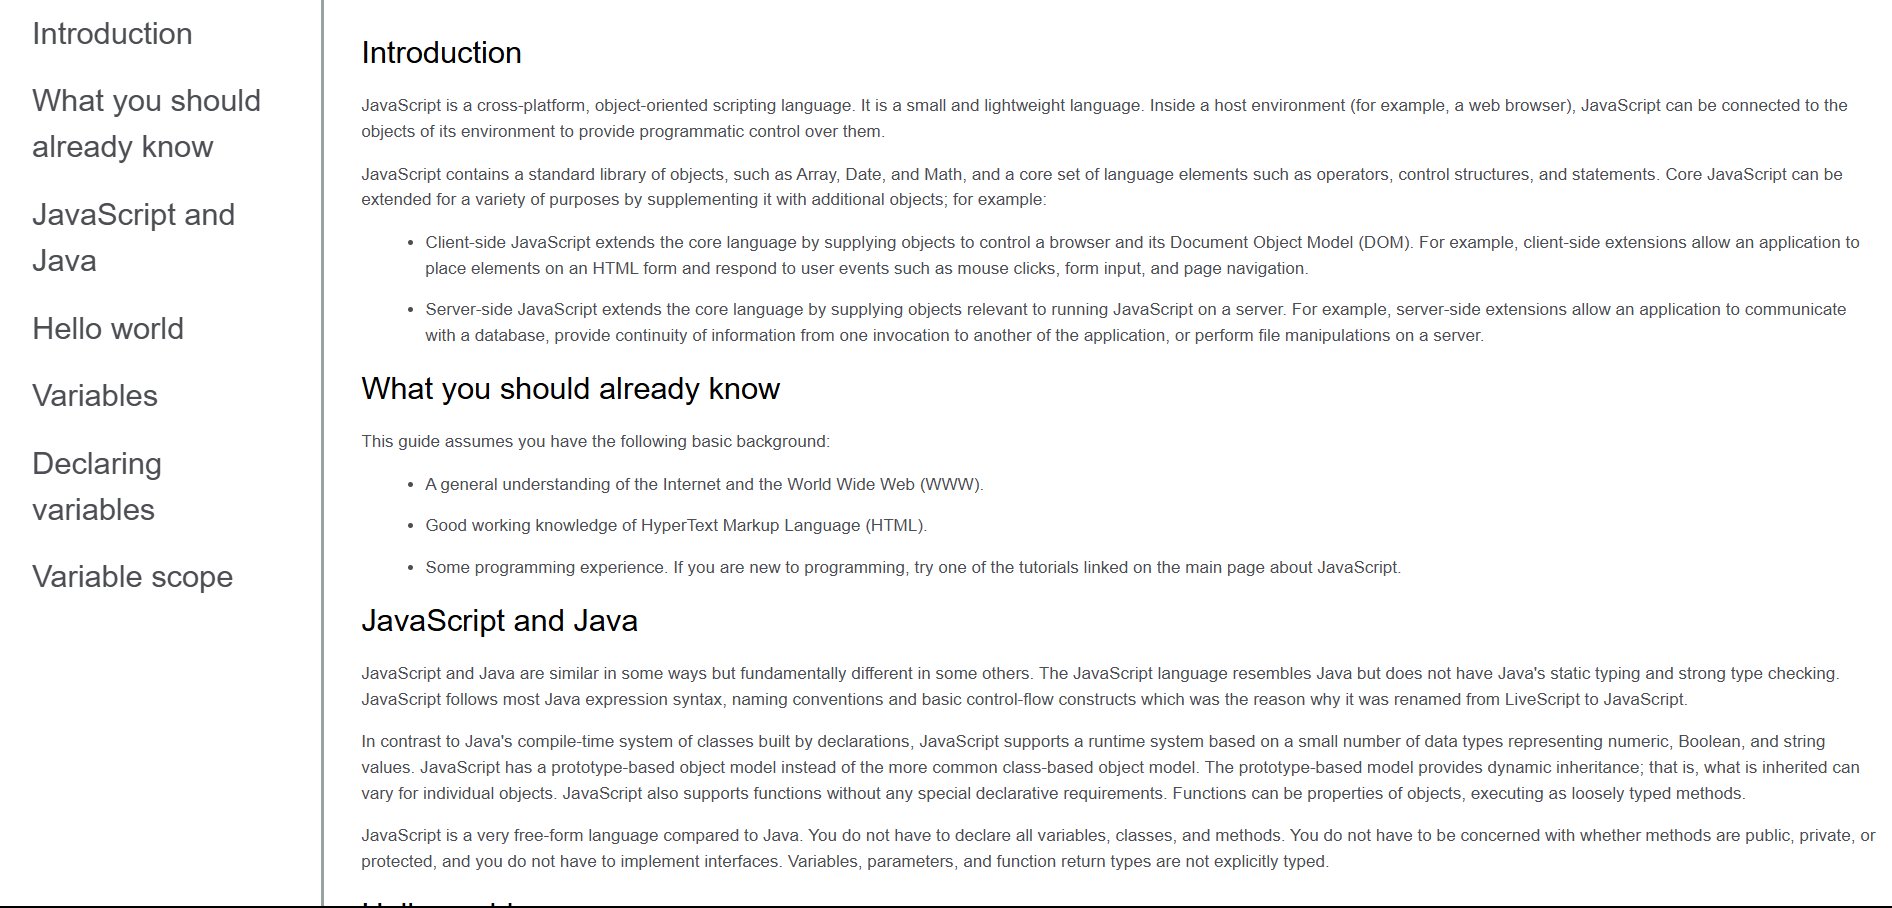 Introduction
What you should
already know
JavaScript and
Java
Hello world
Variables
Declaring
variables
Variable scope
Introduction
JavaScript is a cross-platform, object-oriented scripting language. It is a small and lightweight language. Inside a host environment (for example, a web browser), JavaScript can be connected to the
objects of its environment to provide programmatic control over them.
JavaScript contains a standard library of objects, such as Array, Date, and Math, and a core set of language elements such as operators, control structures, and statements. Core JavaScript can be
extended for a variety of purposes by supplementing it with additional objects; for example:
• Client-side JavaScript extends the core language by supplying objects to control a browser and its Document Object Model (DOM). For example, client-side extensions allow an application to
place elements on an HTML form and respond to user events such as mouse clicks, form input, and page navigation.
• Server-side JavaScript extends the core language by supplying objects relevant to running JavaScript on a server. For example, server-side extensions allow an application to communicate
with a database, provide continuity of information from one invocation to another of the application, or perform file manipulations on a server.
What you should already know
This guide assumes you have the following basic background:
• A general understanding of the Internet and the World Wide Web (WWW).
• Good working knowledge of HyperText Markup Language (HTML).
• Some programming experience. If you are new to programming, try one of the tutorials linked on the main page about JavaScript.
JavaScript and Java
JavaScript and Java are similar in some ways but fundamentally different in some others. The JavaScript language resembles Java but does not have Java's static typing and strong type checking.
JavaScript follows most Java expression syntax, naming conventions and basic control-flow constructs which was the reason why it was renamed from LiveScript to JavaScript.
In contrast to Java's compile-time system of classes built by declarations, JavaScript supports a runtime system based on a small number of data types representing numeric, Boolean, and string
values. JavaScript has a prototype-based object model instead of the more common class-based object model. The prototype-based model provides dynamic inheritance; that is, what is inherited can
vary for individual objects. JavaScript also supports functions without any special declarative requirements. Functions can be properties of objects, executing as loosely typed methods.
JavaScript is a very free-form language compared to Java. You do not have to declare all variables, classes, and methods. You do not have to be concerned with whether methods are public, private, or
protected, and you do not have to implement interfaces. Variables, parameters, and function return types are not explicitly typed.